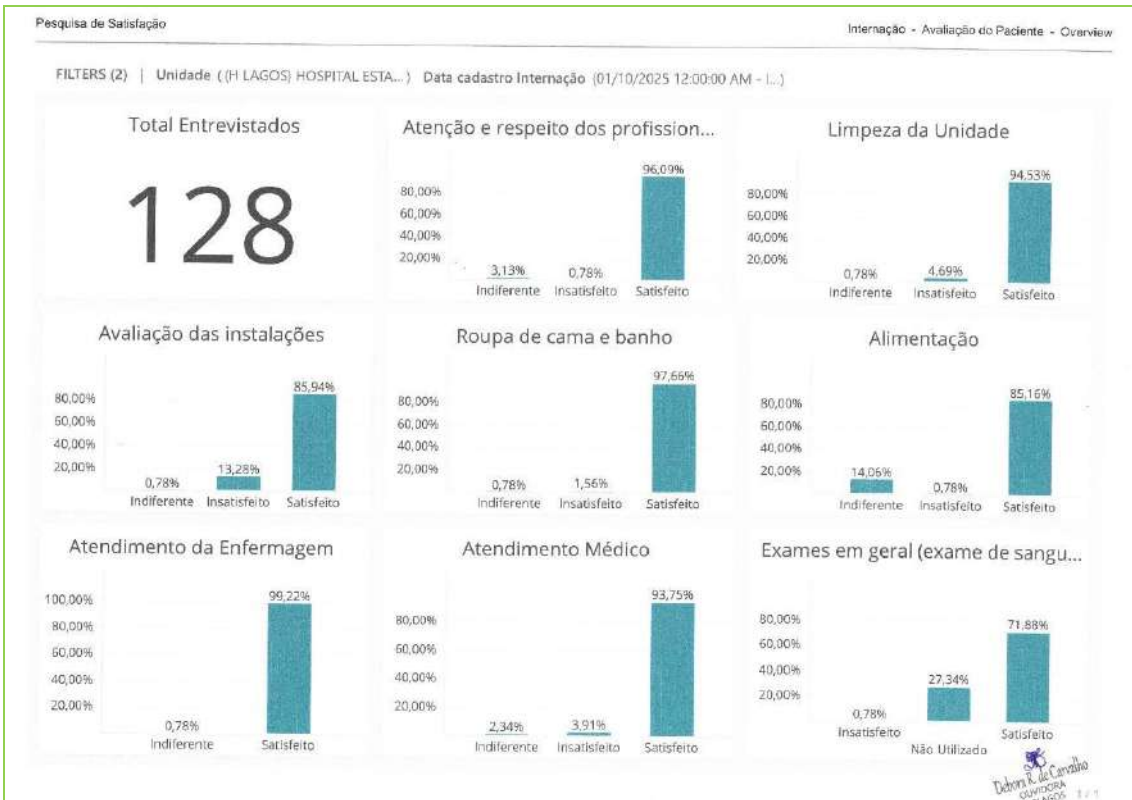 Pesquisa de Satisfação
Internação - Avaliação do Paciente - Overview
FILTERS (2) | Unidade ((H LAGOS) HOSPITAL ESTA...) Data cadastro Internação (01/10/2025 12:00:00 AM - I...)
Total Entrevistados
128
Atenção e respeito dos profission...
96,09%
80,00%
60,00%
40,00%
20,00%
3,13%
0,78%
Indiferente Insatisfeito Satisfeito
Limpeza da Unidade
94,53%
80,00%
60,00%
40,00%
20,00%
0,78%
4,69%
Indiferente Insatisfeito Satisfeito
Avaliação das instalações
85,94%
80,00%
60,00%
40,00%
20,00%
0,78%
13,28%
Indiferente Insatisfeito Satisfeito
Roupa de cama e banho
97,66%
80,00%
60,00%
40,00%
20,00%
0,78%
1,56%
Indiferente Insatisfeito Satisfeito
Alimentação
85,16%
80,00%
60,00%
40,00%
20,00%
14,06%
0,78%
Indiferente Insatisfeito Satisfeito
Atendimento da Enfermagem
100,00%
99,22%
80,00%
60,00%
40,00%
20,00%
0,78%
Indiferente Satisfeito
Atendimento Médico
93,75%
80,00%
60,00%
40,00%
20,00%
2,34%
3,91%
Indiferente Insatisfeito Satisfeito
Exames em geral (exame de sangu...
80,00%
71,88%
60,00%
40,00%
27,34%
20,00%
0,78%
Insatisfeito
Não Utilizado
Satisfeito
Debora R. de Carvalho
OUVIDORA
LAGOS
1 / 1